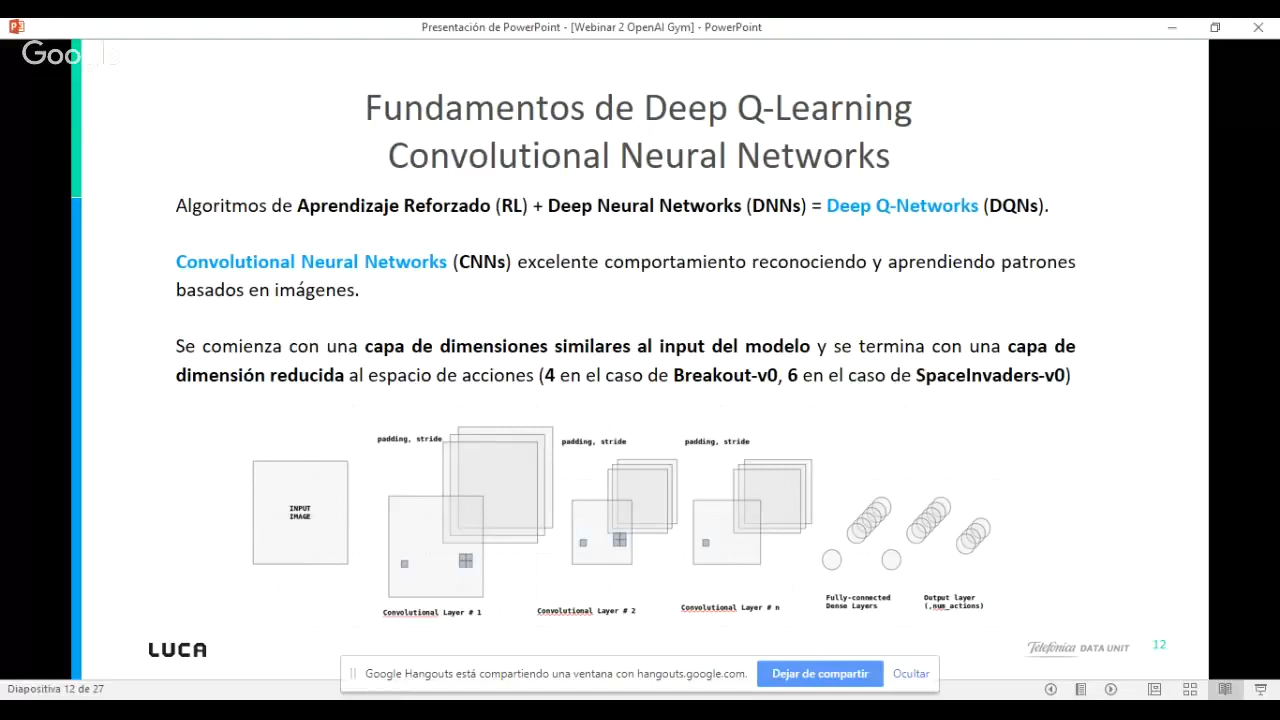 Presentación de PowerPoint - [Webinar 2 OpenAI Gym] - PowerPoint
Google
Fundamentos de Deep Q-Learning
Convolutional Neural Networks
Algoritmos de Aprendizaje Reforzado (RL) + Deep Neural Networks (DNNs) = Deep Q-Networks (DQNs).
Convolutional Neural Networks (CNNs) excelente comportamiento reconociendo y aprendiendo patrones
basados en imágenes.
Se comienza con una capa de dimensiones similares al input del modelo y se termina con una capa de
dimensión reducida al espacio de acciones (4 en el caso de Breakout-v0, 6 en el caso de SpaceInvaders-v0)
padding, stride
padding, stride
padding, stride
INPUT
IMAGE
Convolutional Layer # 1
Convolutional Layer # 2
Convolutional Layer # n
Fully-connected
Dense Layers
Output layer
(,num_actions)
LUCA
Telefónica DATA UNIT
12
Google Hangouts está compartiendo una ventana con hangouts.google.com.
Dejar de compartir
Ocultar
Diapositiva 12 de 27